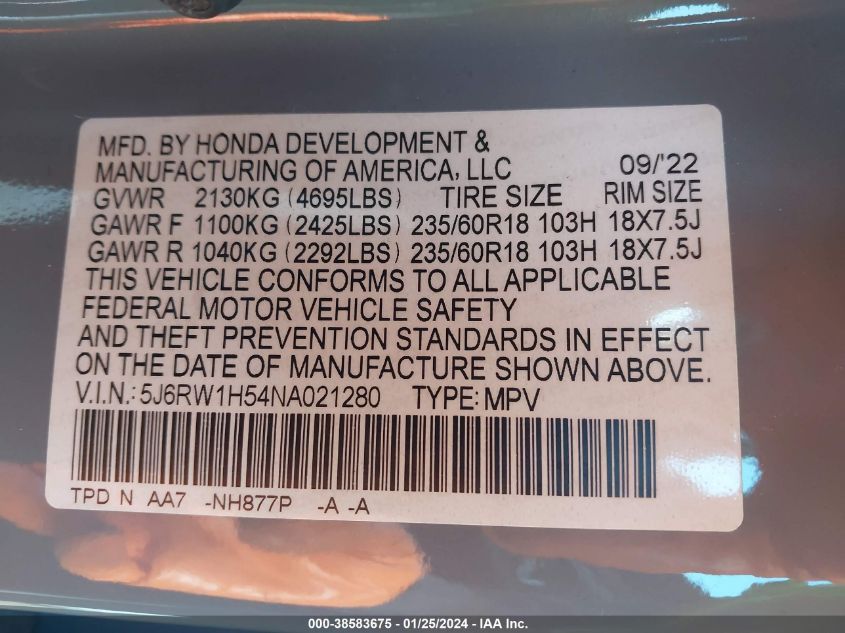 MFD. BY HONDA DEVELOPMENT &
MANUFACTURING OF AMERICA, LLC 09/'22
GVWR 2130KG (4695LBS) TIRE SIZE RIM SIZE
GAWR F 1100KG (2425LBS) 235/60R18 103H 18X7.5J
GAWR R 1040KG (2292LBS) 235/60R18 103H 18X7.5J
THIS VEHICLE CONFORMS TO ALL APPLICABLE
FEDERAL MOTOR VEHICLE SAFETY
AND THEFT PREVENTION STANDARDS IN EFFECT
ON THE DATE OF MANUFACTURE SHOWN ABOVE.
V.I.N.: 5J6RW1H54NA021280 TYPE: MPV
TPD N AA7 -NH877P -A -A
000-38583675 - 01/25/2024 - IAA Inc.